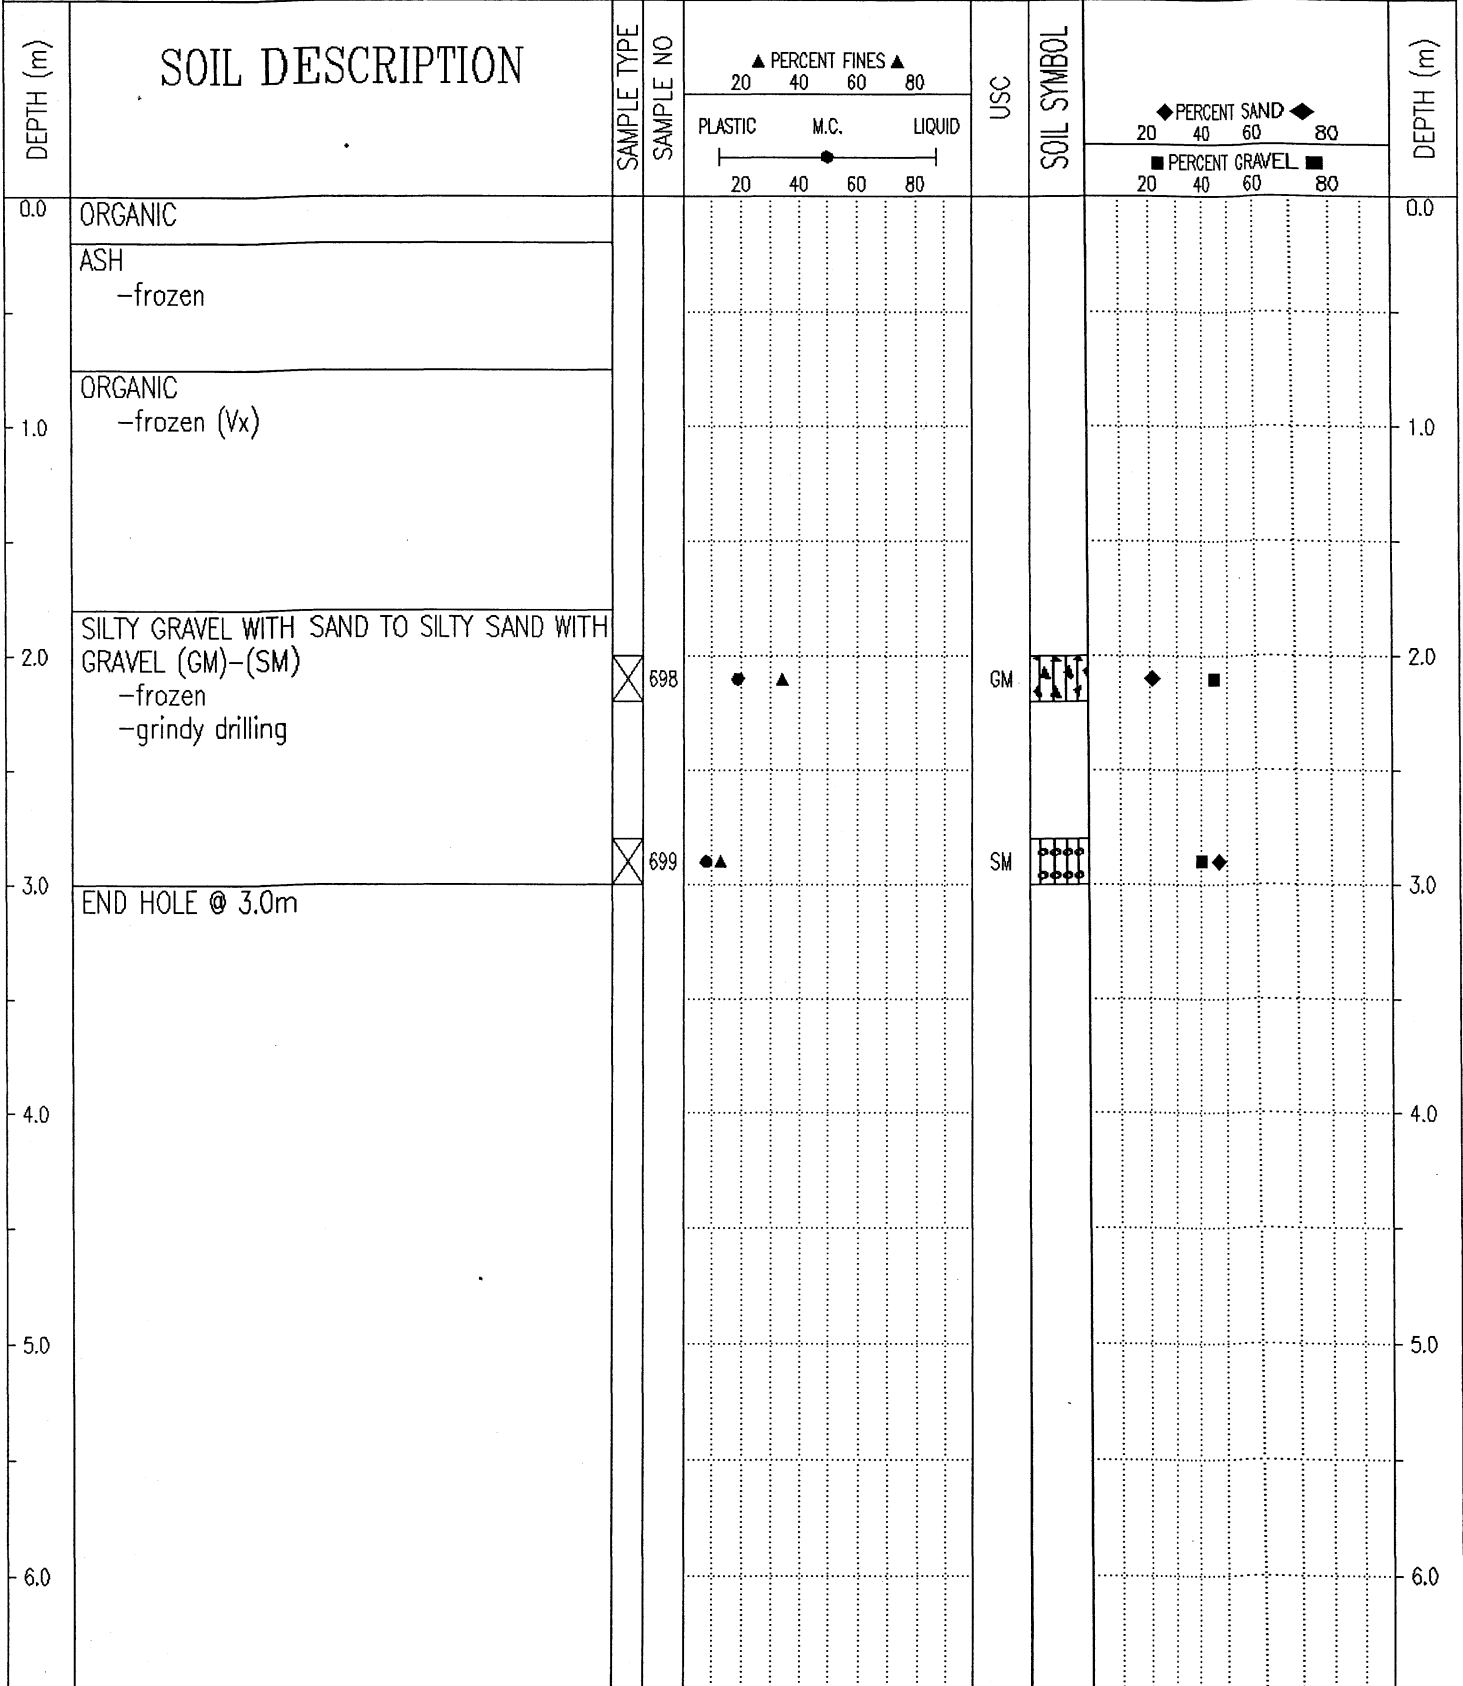 DEPTH (m)
SOIL DESCRIPTION
SAMPLE TYPE
SAMPLE NO
▲ PERCENT FINES ▲
20 40 60 80
PLASTIC M.C. LIQUID
20 40 60 80
USC
SOIL SYMBOL
◆ PERCENT SAND ◆
20 40 60 80
■ PERCENT GRAVEL ■
20 40 60 80
DEPTH (m)
0.0 ORGANIC 0.0
ASH
-frozen
ORGANIC
1.0 -frozen (Vx) 1.0
SILTY GRAVEL WITH SAND TO SILTY SAND WITH
2.0 GRAVEL (GM)-(SM) 2.0
698 GM
-frozen
-grindy drilling
699 SM
3.0 3.0
END HOLE @ 3.0m
4.0 4.0
5.0 5.0
6.0 6.0